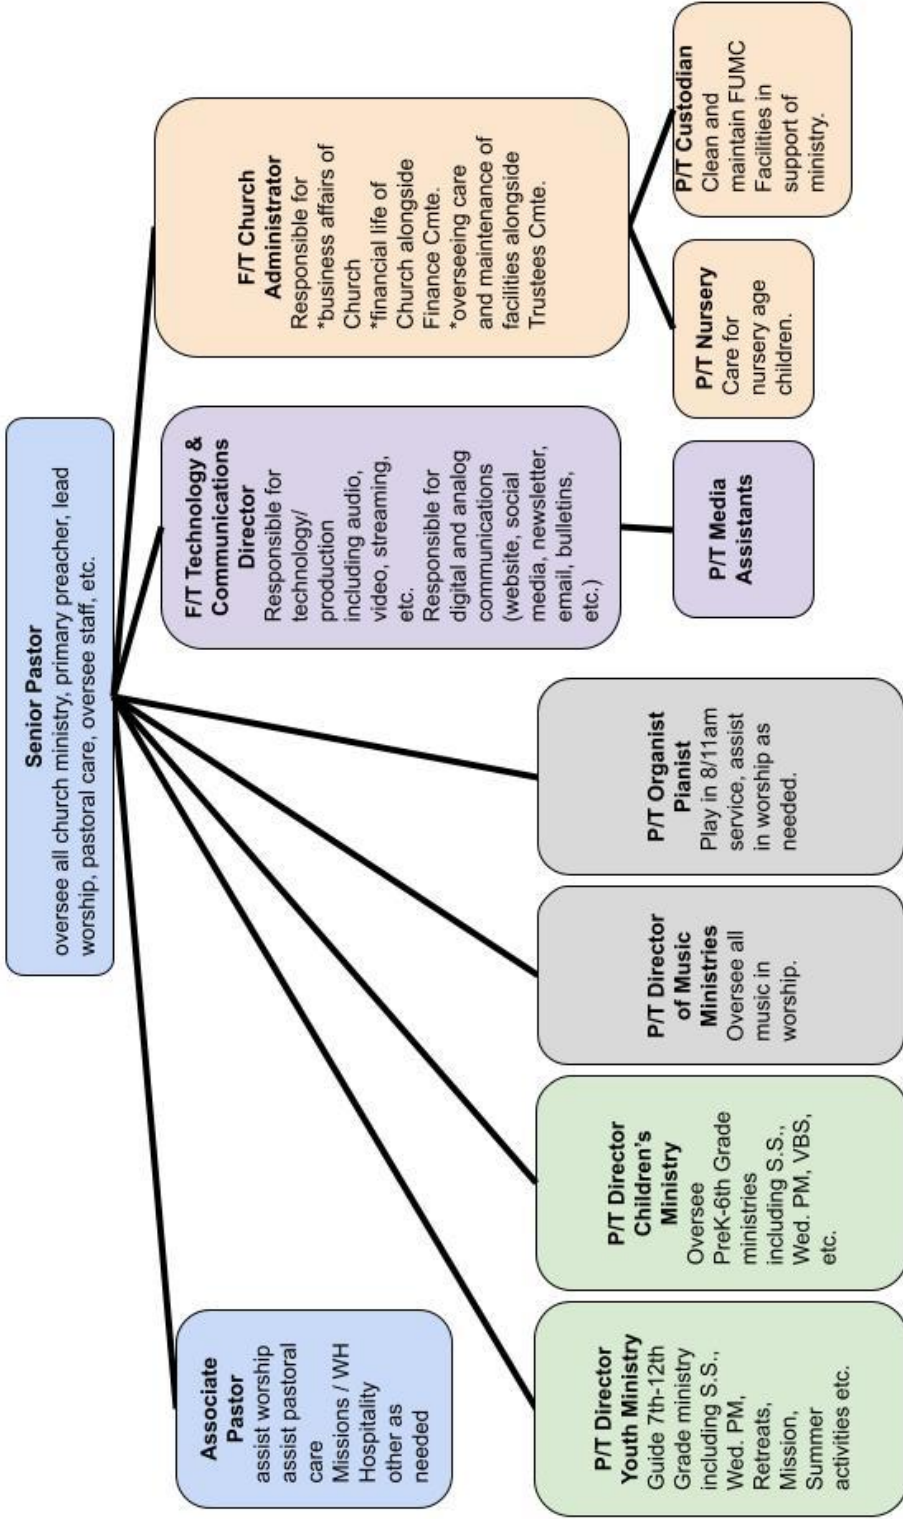 Senior Pastor
oversee all church ministry, primary preacher, lead
worship, pastoral care, oversee staff, etc.
Associate
Pastor
assist worship
assist pastoral
care
Missions / WH
Hospitality
other as
needed
F/T Technology &
Communications
Director
Responsible for
technology/
production
including audio,
video, streaming,
etc.
Responsible for
digital and analog
communications
(website, social
media, newsletter,
email, bulletins,
etc.)
F/T Church
Administrator
Responsible for
*business affairs of
Church
*financial life of
Church alongside
Finance Cmte.
*overseeing care
and maintenance of
facilities alongside
Trustees Cmte.
P/T Director
Youth Ministry
Guide 7th-12th
Grade ministry
including S.S.,
Wed. PM,
Retreats,
Mission,
Summer
activities etc.
P/T Director
Children's
Ministry
Oversee
PreK-6th Grade
ministries
including S.S.,
Wed. PM, VBS,
etc.
P/T Director
of Music
Ministries
Oversee all
music in
worship.
P/T Organist
Pianist
Play in 8/11am
service, assist
in worship as
needed.
P/T Media
Assistants
P/T Nursery
Care for
nursery age
children.
P/T Custodian
Clean and
maintain FUMC
Facilities in
support of
ministry.